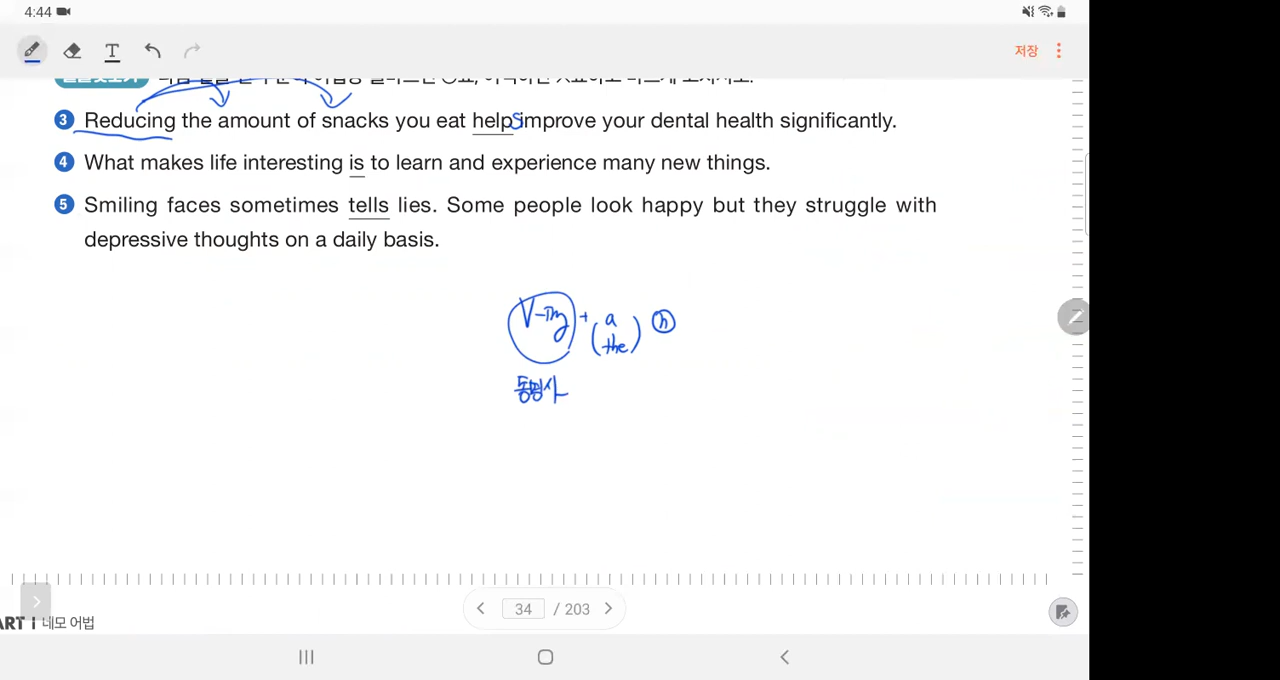 4:44
저장
3 Reducing the amount of snacks you eat helps improve your dental health significantly.
4 What makes life interesting is to learn and experience many new things.
5 Smiling faces sometimes tells lies. Some people look happy but they struggle with
depressive thoughts on a daily basis.
V-ing + (a the) n
동명사
34 / 203
ART I 네모 어법